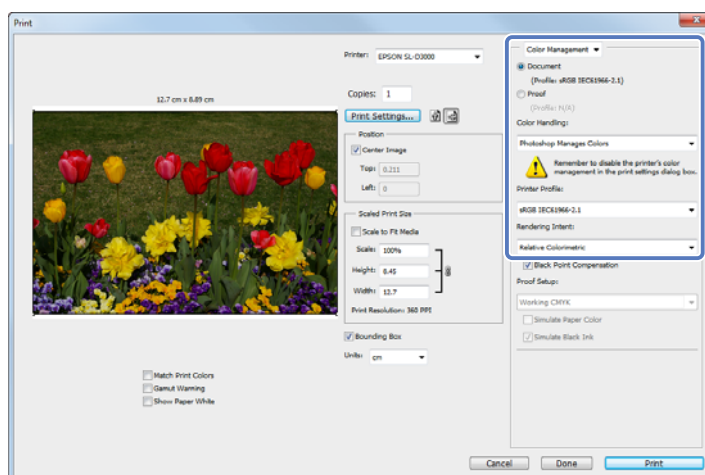 Print
12.7 cm x 8.89 cm
Match Print Colors
Gamut Warning
Show Paper White
Printer: EPSON SL-D3000
Copies: 1
Print Settings...
Position
Center Image
Top: 0.211
Left: 0
Scaled Print Size
Scale to Fit Media
Scale: 100%
Height: 8.45
Width: 12.7
Print Resolution: 360 PPI
Bounding Box
Units: cm
Color Management
Document
(Profile: sRGB IEC61966-2.1)
Proof
(Profile: N/A)
Color Handling:
Photoshop Manages Colors
Remember to disable the printer's color
management in the print settings dialog box.
Printer Profile:
sRGB IEC61966-2.1
Rendering Intent:
Relative Colorimetric
Black Point Compensation
Proof Setup:
Working CMYK
Simulate Paper Color
Simulate Black Ink
Cancel
Done
Print